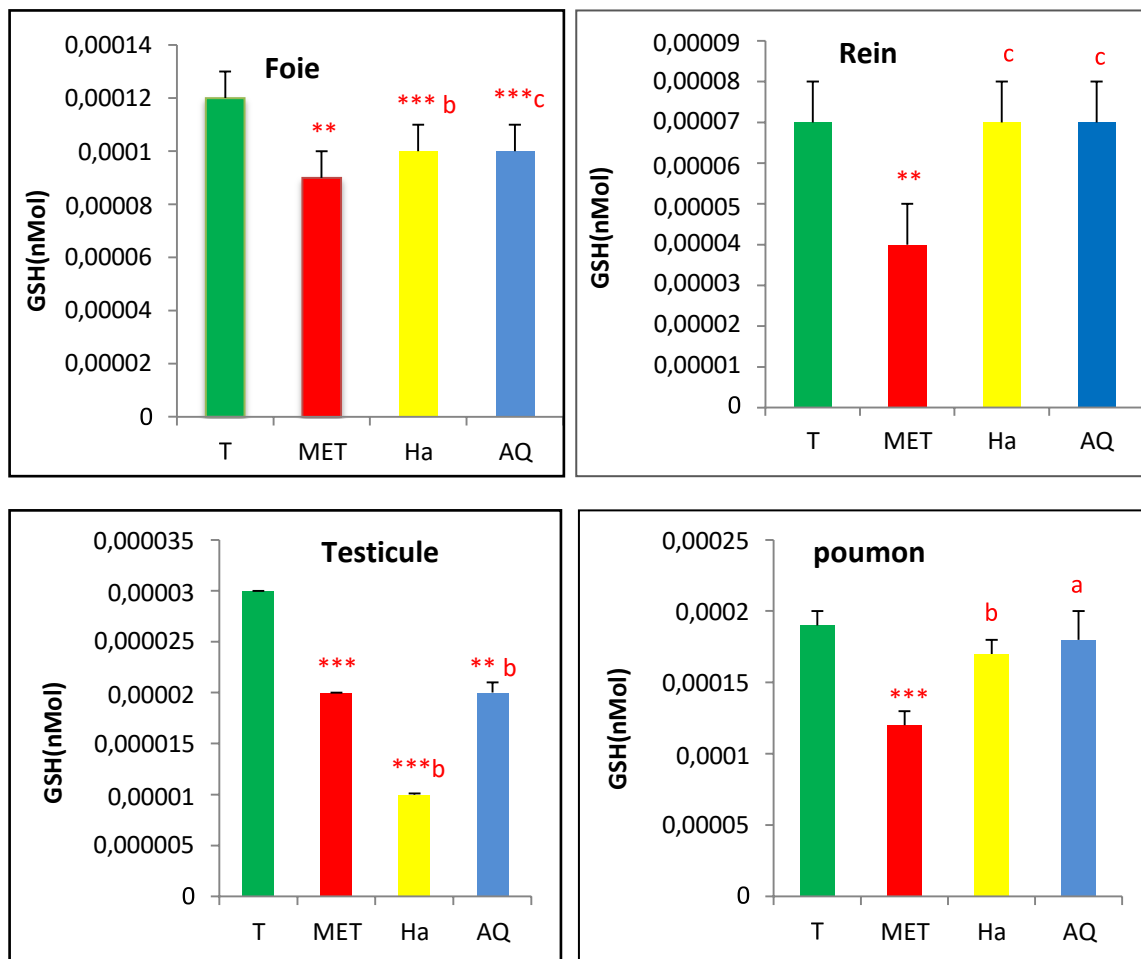 Foie
GSH(nMol)
0,00014
0,00012
0,0001
0,00008
0,00006
0,00004
0,00002
0
**
*** b
***c
T MET Ha AQ
Rein
GSH(nMol)
0,00009
0,00008
0,00007
0,00006
0,00005
0,00004
0,00003
0,00002
0,00001
0
**
c
c
T MET Ha AQ
Testicule
GSH(nMol)
0,000035
0,00003
0,000025
0,00002
0,000015
0,00001
0,000005
0
***
***b
** b
T MET Ha AQ
poumon
GSH(nMol)
0,00025
0,0002
0,00015
0,0001
0,00005
0
***
b
a
T MET Ha AQ